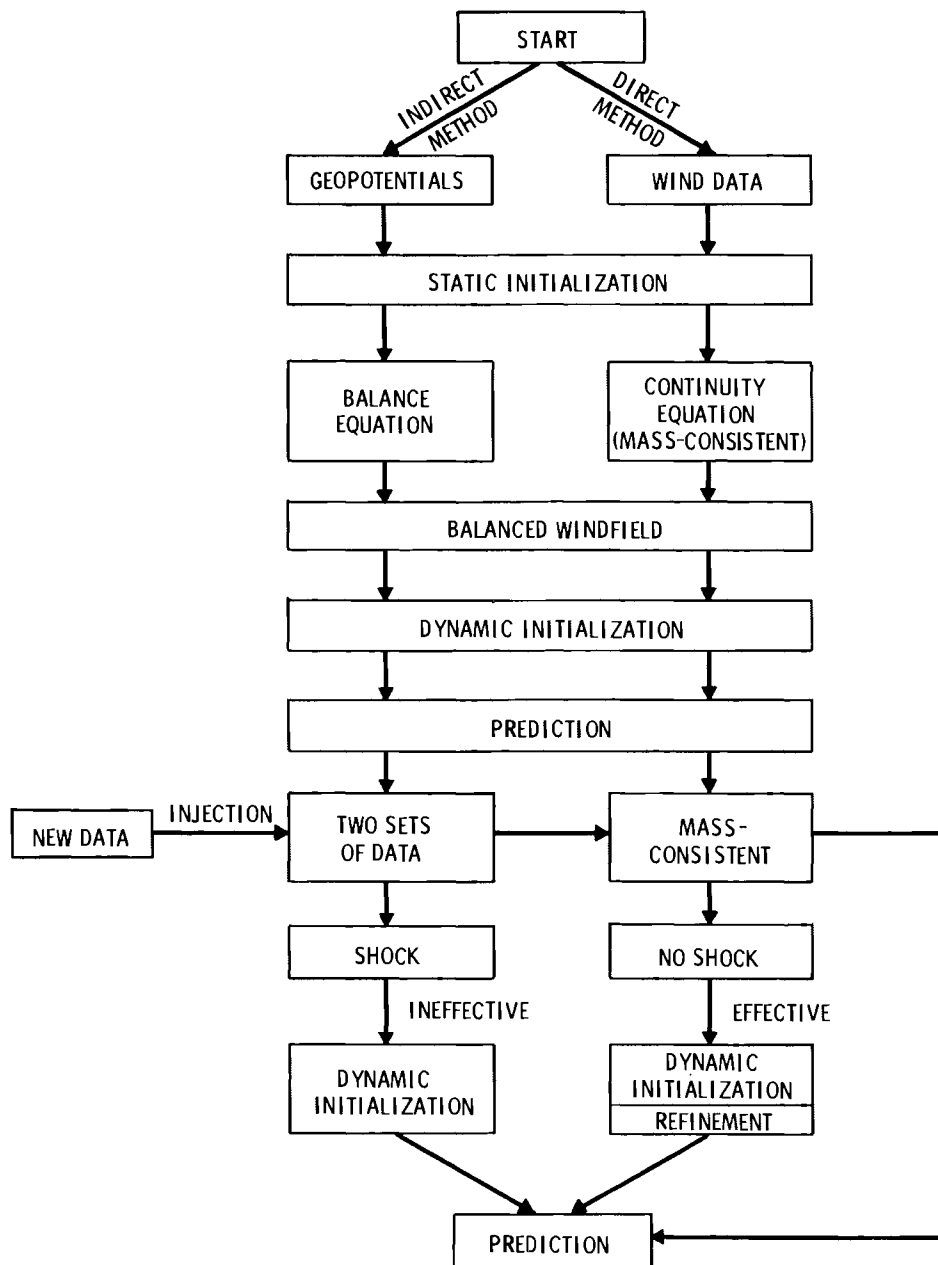 START
INDIRECT
METHOD
DIRECT
METHOD
GEOPOTENTIALS
WIND DATA
STATIC INITIALIZATION
BALANCE
EQUATION
CONTINUITY
EQUATION
(MASS-CONSISTENT)
BALANCED WINDFIELD
DYNAMIC INITIALIZATION
PREDICTION
NEW DATA
INJECTION
TWO SETS
OF DATA
MASS-
CONSISTENT
SHOCK
NO SHOCK
INEFFECTIVE
EFFECTIVE
DYNAMIC
INITIALIZATION
DYNAMIC
INITIALIZATION
REFINEMENT
PREDICTION